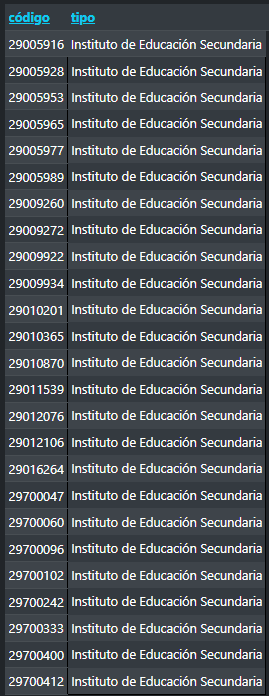 código tipo
29005916 Instituto de Educación Secundaria
29005928 Instituto de Educación Secundaria
29005953 Instituto de Educación Secundaria
29005965 Instituto de Educación Secundaria
29005977 Instituto de Educación Secundaria
29005989 Instituto de Educación Secundaria
29009260 Instituto de Educación Secundaria
29009272 Instituto de Educación Secundaria
29009922 Instituto de Educación Secundaria
29009934 Instituto de Educación Secundaria
29010201 Instituto de Educación Secundaria
29010365 Instituto de Educación Secundaria
29010870 Instituto de Educación Secundaria
29011539 Instituto de Educación Secundaria
29012076 Instituto de Educación Secundaria
29012106 Instituto de Educación Secundaria
29016264 Instituto de Educación Secundaria
29700047 Instituto de Educación Secundaria
29700060 Instituto de Educación Secundaria
29700096 Instituto de Educación Secundaria
29700102 Instituto de Educación Secundaria
29700242 Instituto de Educación Secundaria
29700333 Instituto de Educación Secundaria
29700400 Instituto de Educación Secundaria
29700412 Instituto de Educación Secundaria